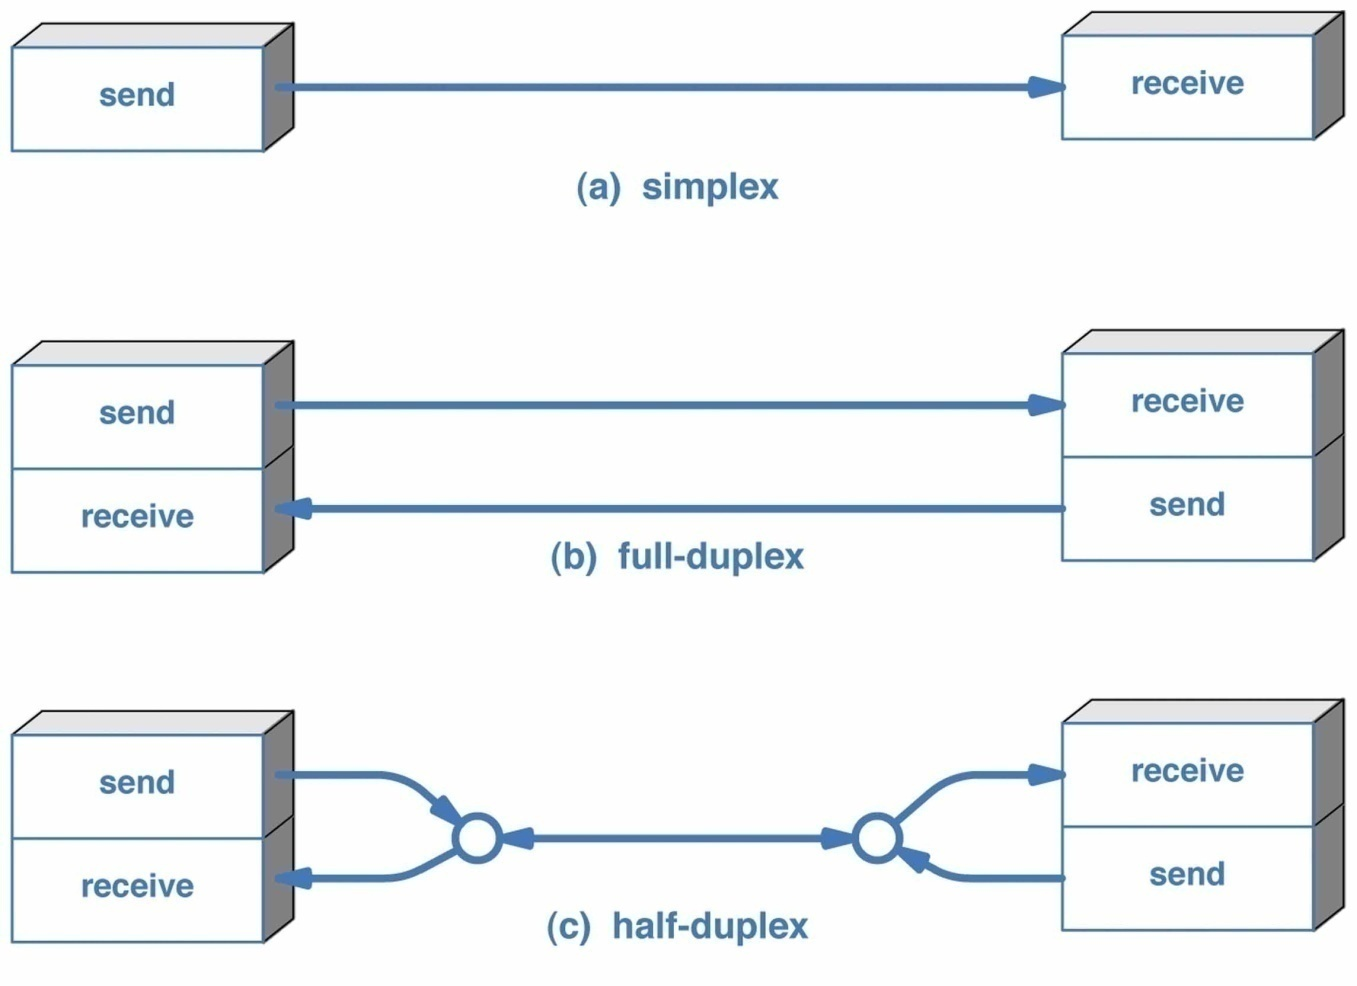 send
receive
(a) simplex
send
receive
receive
send
(b) full-duplex
send
receive
receive
send
(c) half-duplex